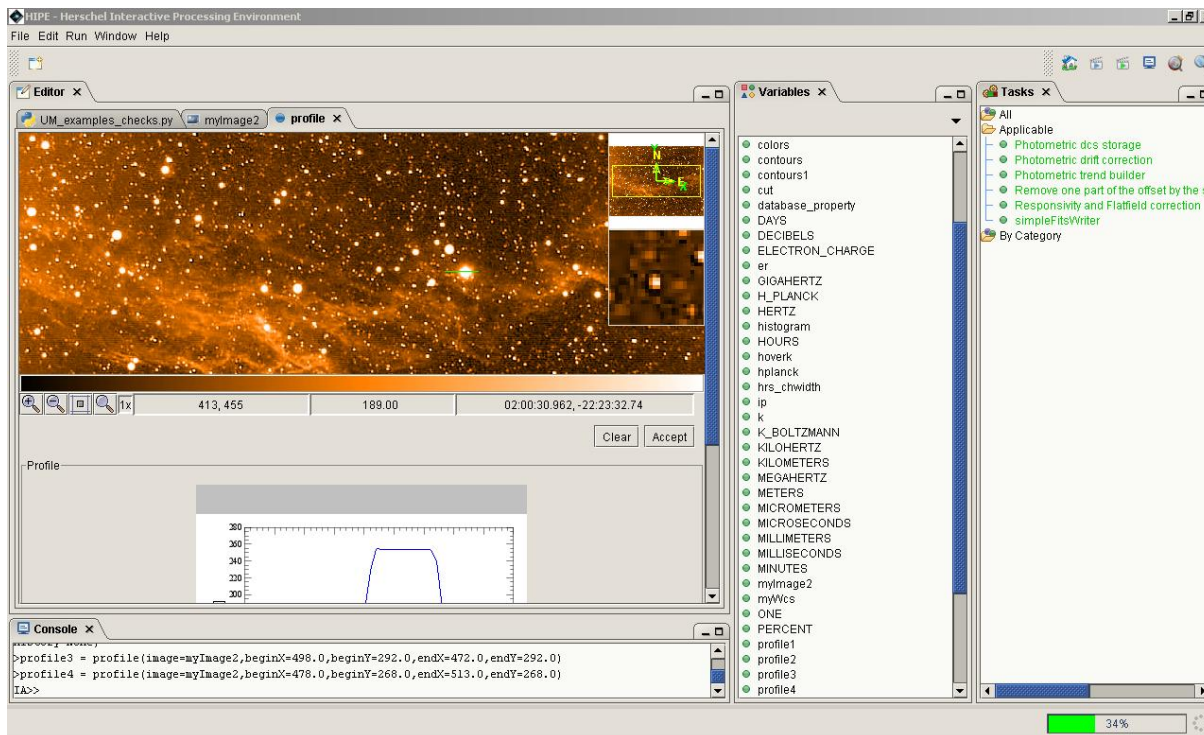 HIPE - Herschel Interactive Processing Environment
File Edit Run Window Help
Editor
UM_examples_checks.py myImage2 profile
N
E
1x 413, 455 189.00 02:00:30.962, -22:23:32.74
Clear Accept
Profile
280
260
240
220
200
Console
>profile3 = profile(image=myImage2,beginX=498.0,beginY=292.0,endX=472.0,endY=292.0)
>profile4 = profile(image=myImage2,beginX=478.0,beginY=268.0,endX=513.0,endY=268.0)
IA>>
Variables
colors
contours
contours1
cut
database_property
DAYS
DECIBELS
ELECTRON_CHARGE
er
GIGAHERTZ
H_PLANCK
HERTZ
histogram
HOURS
hoverk
hplanck
hrs_chwidth
ip
k
K_BOLTZMANN
KILOHERTZ
KILOMETERS
MEGAHERTZ
METERS
MICROMETERS
MICROSECONDS
MILLIMETERS
MILLISECONDS
MINUTES
myImage2
myWcs
ONE
PERCENT
profile1
profile2
profile3
profile4
Tasks
All
Applicable
Photometric dcs storage
Photometric drift correction
Photometric trend builder
Remove one part of the offset by the
Responsivity and Flatfield correction
simpleFitsWriter
By Category
34%